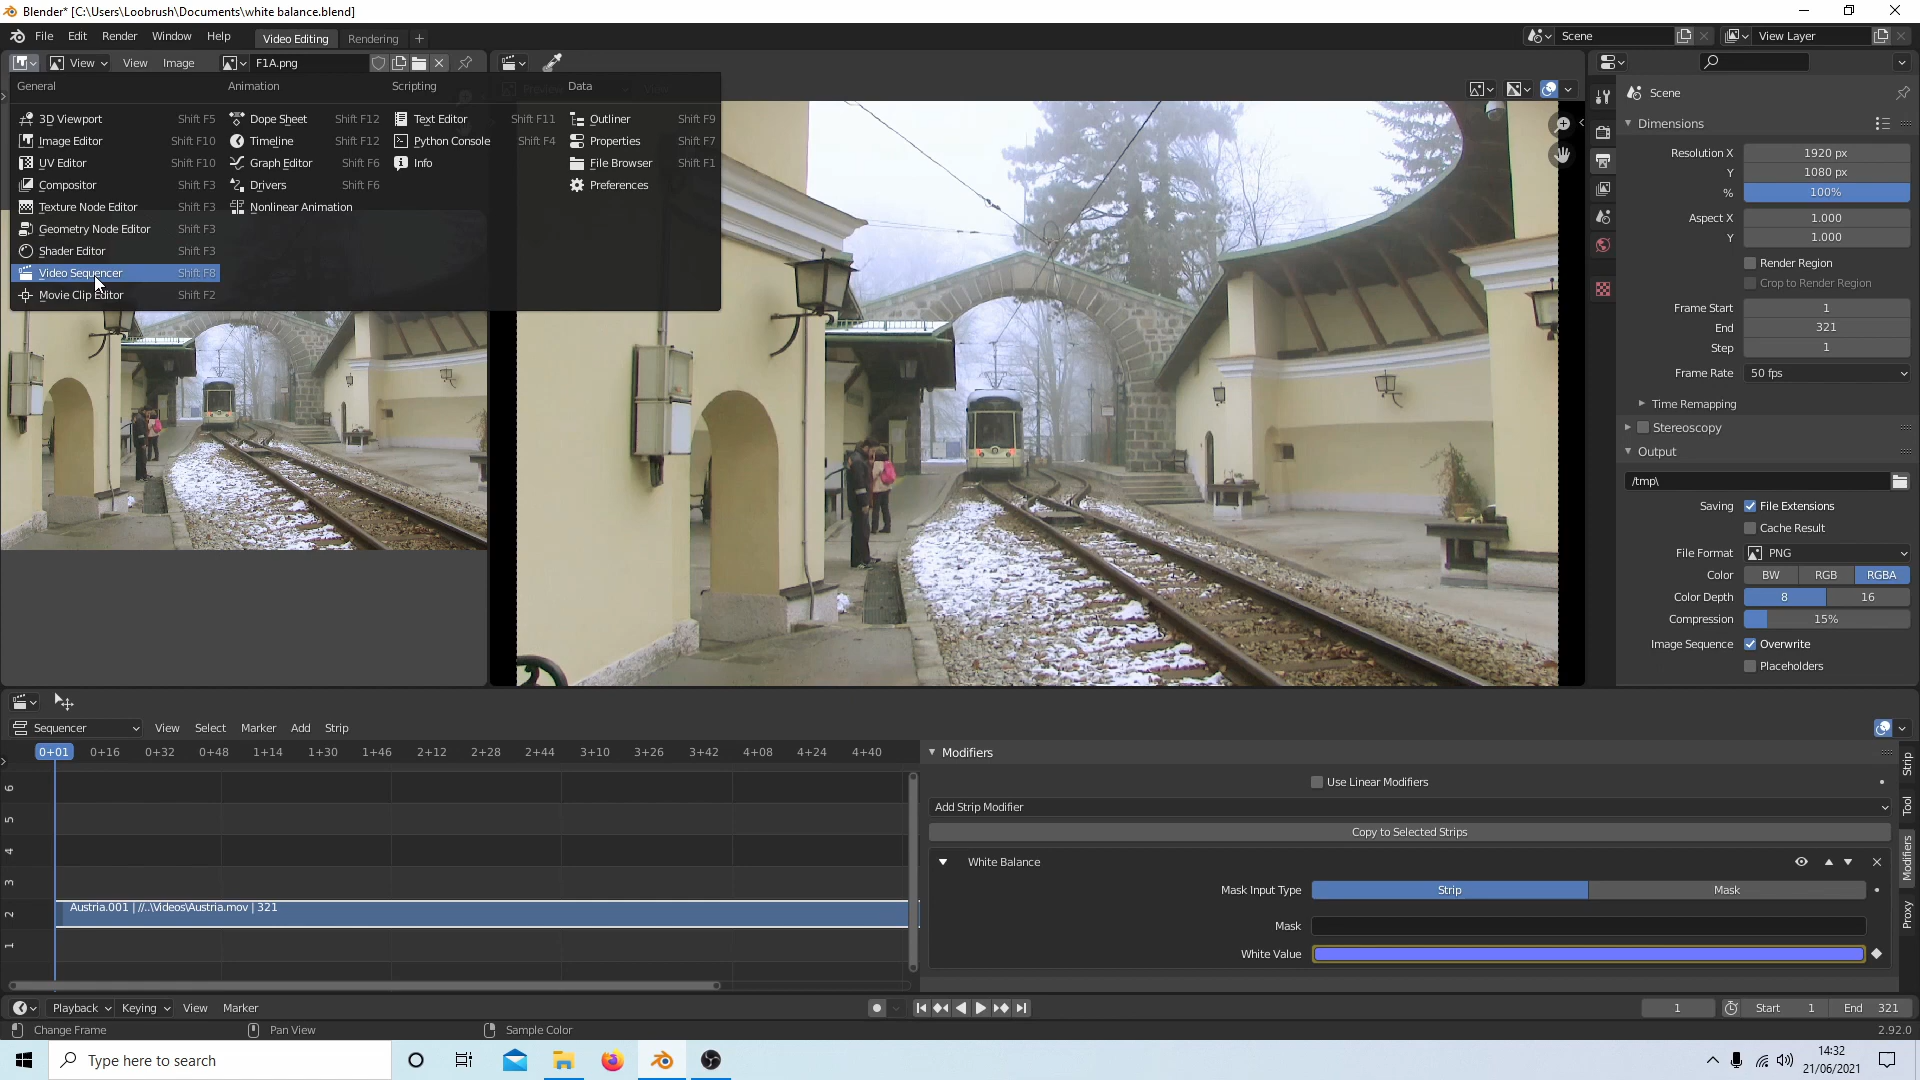 Blender* [C:\Users\Loobrush\Documents\white balance.blend]
File Edit Render Window Help Video Editing Rendering + Scene View Layer
View View Image F1A.png
General Animation Scripting Data
3D Viewport Shift F5 Dope Sheet Shift F12 Text Editor Shift F11 Outliner Shift F9
Image Editor Shift F10 Timeline Shift F12 Python Console Shift F4 Properties Shift F7
UV Editor Shift F10 Graph Editor Shift F6 Info File Browser Shift F1
Compositor Shift F3 Drivers Shift F6 Preferences
Texture Node Editor Shift F3 Nonlinear Animation
Geometry Node Editor Shift F3
Shader Editor Shift F3
Video Sequencer Shift F8
Movie Clip Editor Shift F2
Scene
Dimensions
Resolution X 1920 px
Y 1080 px
% 100%
Aspect X 1.000
Y 1.000
Render Region
Crop to Render Region
Frame Start 1
End 321
Step 1
Frame Rate 50 fps
Time Remapping
Stereoscopy
Output
/tmp\
Saving File Extensions
Cache Result
File Format PNG
Color BW RGB RGBA
Color Depth 8 16
Compression 15%
Image Sequence Overwrite
Placeholders
Sequencer View Select Marker Add Strip
0+01 0+16 0+32 0+48 1+14 1+30 1+46 2+12 2+28 2+44 3+10 3+26 3+42 4+08 4+24 4+40
6
5
4
3
2
1
Austria.001 | //..\Videos\Austria.mov | 321
Modifiers
Use Linear Modifiers
Add Strip Modifier
Copy to Selected Strips
White Balance
Mask Input Type Strip Mask
Mask
White Value
Strip
Tool
Modifiers
Proxy
Playback Keying View Marker 1 Start 1 End 321
Change Frame Pan View Sample Color 2.92.0
Type here to search
14:32
21/06/2021